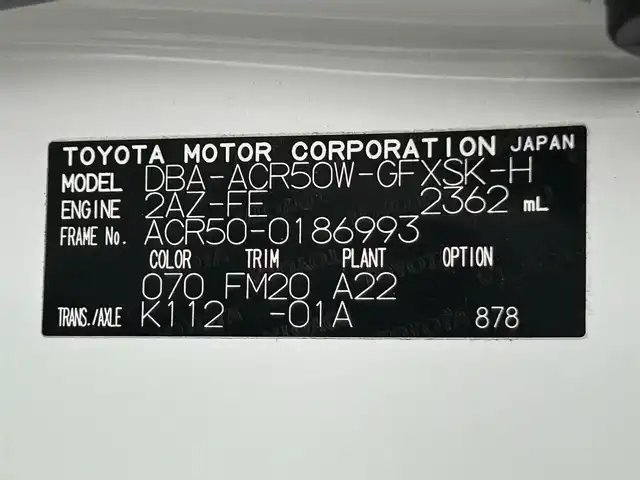 TOYOTA MOTOR CORPORATION JAPAN
MODEL DBA-ACR50W-GFXSK-H
ENGINE 2AZ-FE 2362 mL
FRAME No. ACR50-0186993
COLOR TRIM PLANT OPTION
070 FM20 A22
TRANS./AXLE K112 -01A 878